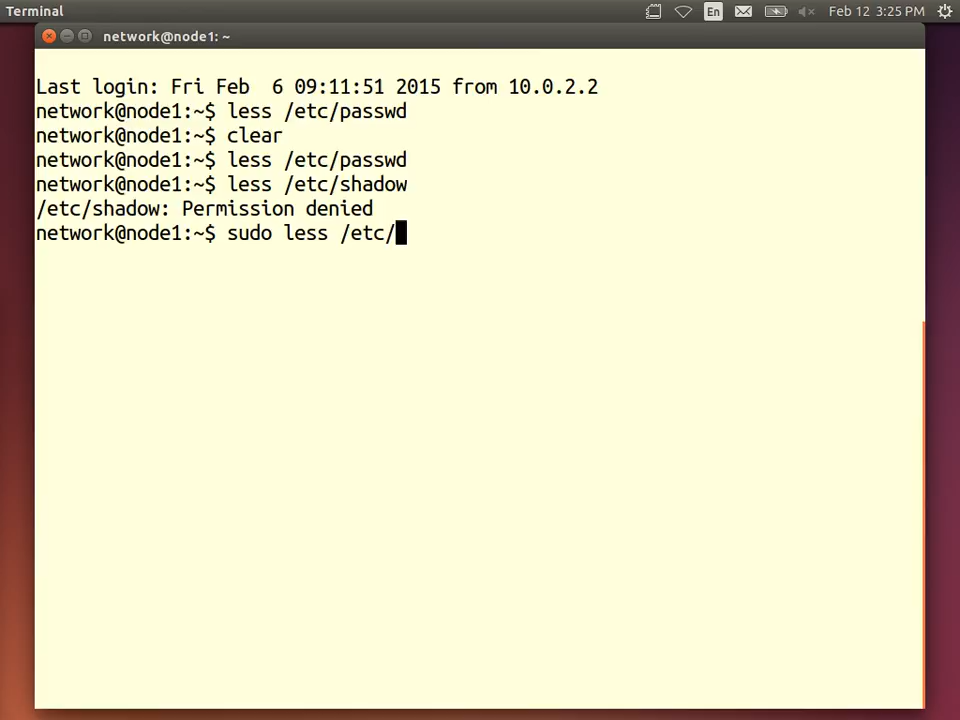 Terminal
En
Feb 12 3:25 PM
network@node1: ~
Last login: Fri Feb  6 09:11:51 2015 from 10.0.2.2
network@node1:~$ less /etc/passwd
network@node1:~$ clear
network@node1:~$ less /etc/passwd
network@node1:~$ less /etc/shadow
/etc/shadow: Permission denied
network@node1:~$ sudo less /etc/